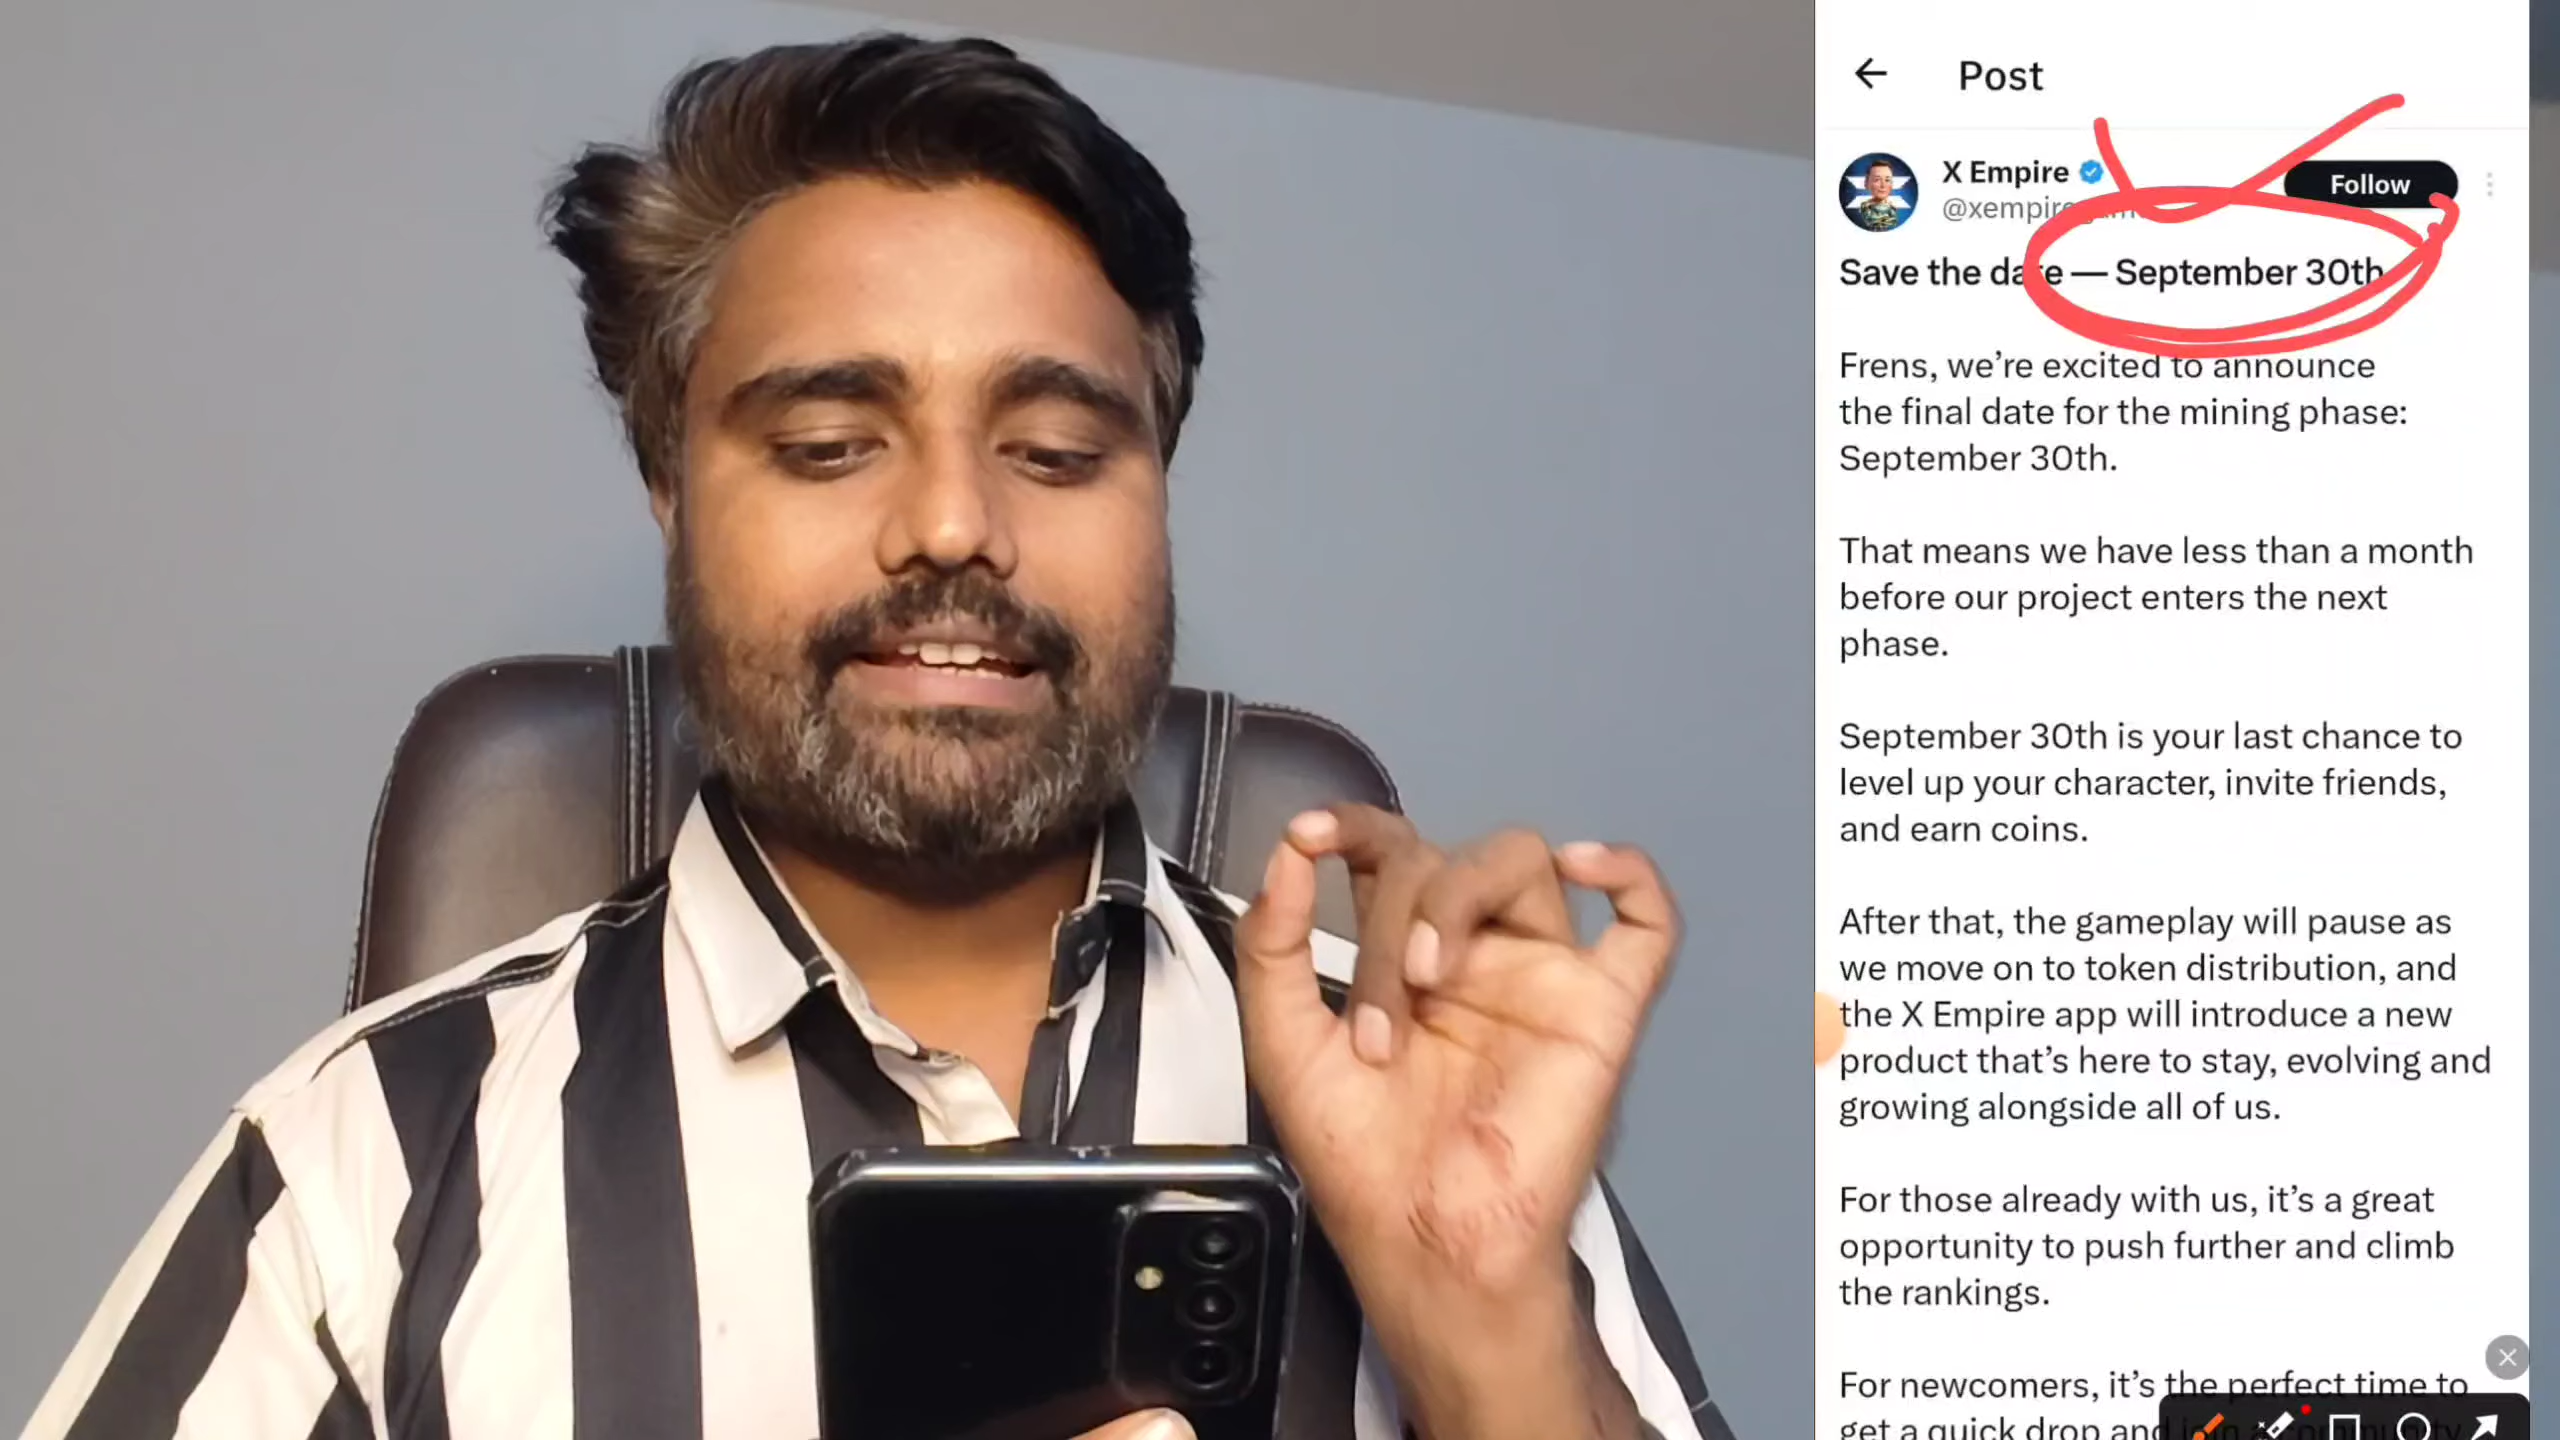 Post
X Empire
Follow
Save the date — September 30th
Frens, we’re excited to announce
the final date for the mining phase:
September 30th.
That means we have less than a month
before our project enters the next
phase.
September 30th is your last chance to
level up your character, invite friends,
and earn coins.
After that, the gameplay will pause as
we move on to token distribution, and
the X Empire app will introduce a new
product that’s here to stay, evolving and
growing alongside all of us.
For those already with us, it’s a great
opportunity to push further and climb
the rankings.
For newcomers, it’s the perfect time to
get a quick drop and